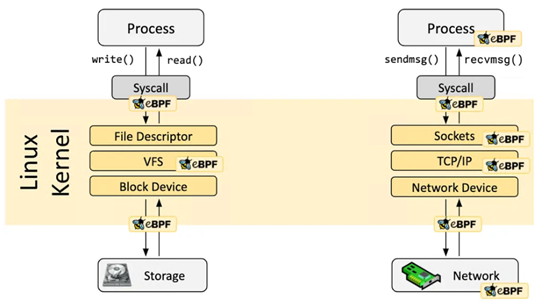 Process
write()
read()
Syscall
eBPF
File Descriptor
VFS
eBPF
Block Device
eBPF
Storage
Linux
Kernel
Process
eBPF
sendmsg()
recvmsg()
Syscall
eBPF
Sockets
eBPF
TCP/IP
eBPF
Network Device
eBPF
Network
eBPF